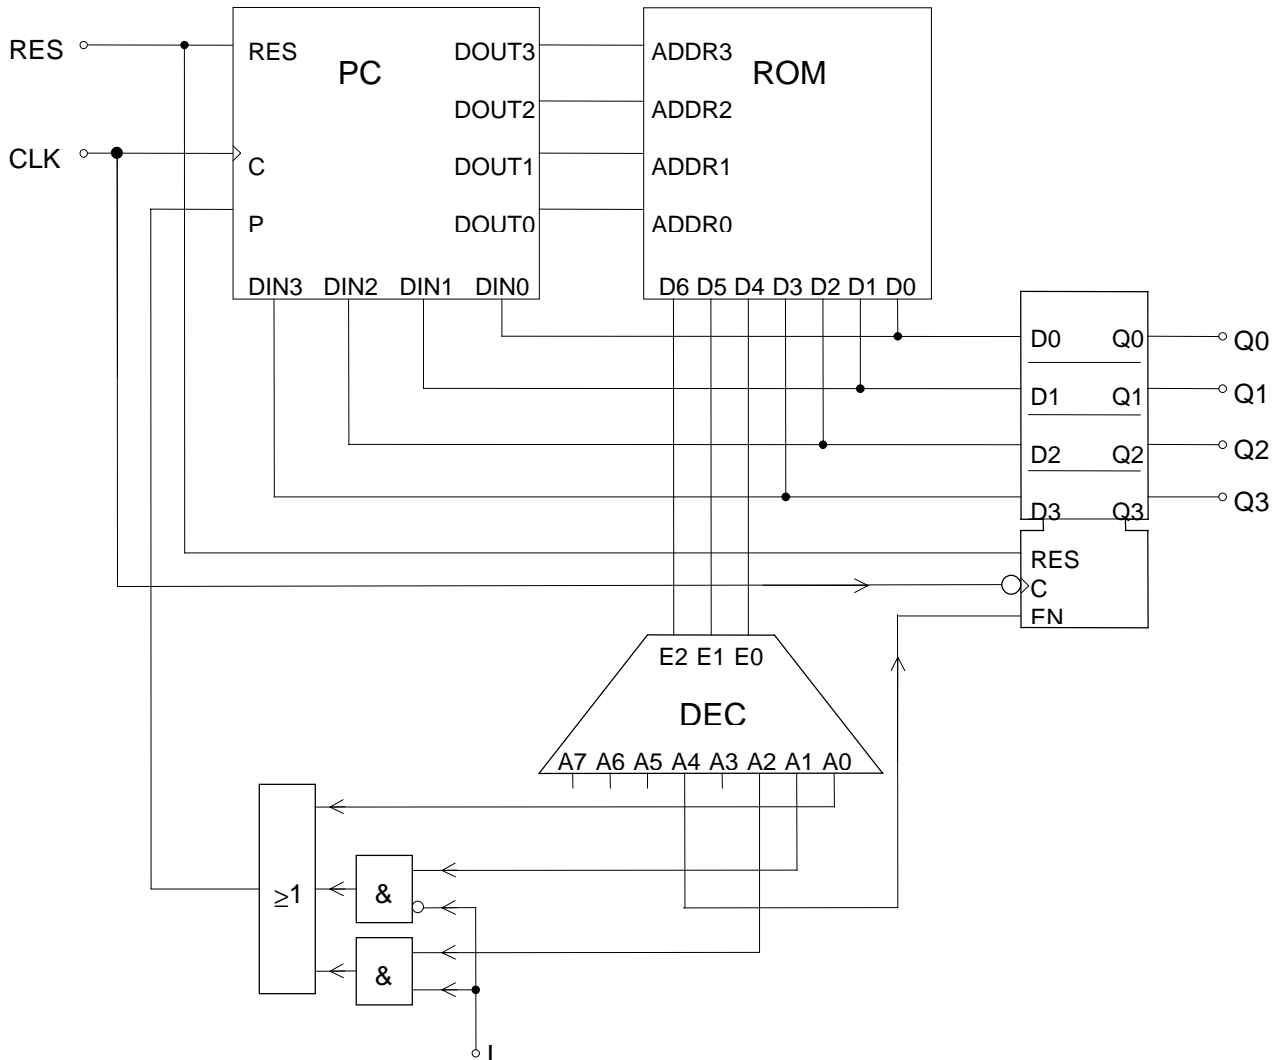 RES
CLK
RES
C
P
PC
DOUT3
DOUT2
DOUT1
DOUT0
DIN3 DIN2 DIN1 DIN0
ADDR3
ADDR2
ADDR1
ADDR0
ROM
D6 D5 D4 D3 D2 D1 D0
D0 Q0
D1 Q1
D2 Q2
D3 Q3
RES
C
EN
Q0
Q1
Q2
Q3
E2 E1 E0
DEC
A7 A6 A5 A4 A3 A2 A1 A0
≥1
&
&
I